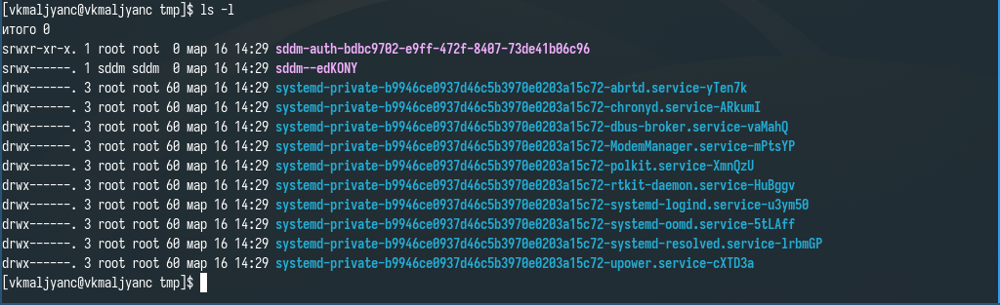 [vkmaljyanc@vkmaljyanc tmp]$ ls -l
итого 0
srwxr-xr-x. 1 root root  0 мар 16 14:29 sddm-auth-bdbc9702-e9ff-472f-8407-73de41b06c96
srwx------. 1 sddm sddm  0 мар 16 14:29 sddm--edKONY
drwx------. 3 root root 60 мар 16 14:29 systemd-private-b9946ce0937d46c5b3970e0203a15c72-abrtd.service-yTen7k
drwx------. 3 root root 60 мар 16 14:29 systemd-private-b9946ce0937d46c5b3970e0203a15c72-chronyd.service-ARkumI
drwx------. 3 root root 60 мар 16 14:29 systemd-private-b9946ce0937d46c5b3970e0203a15c72-dbus-broker.service-vaMahQ
drwx------. 3 root root 60 мар 16 14:29 systemd-private-b9946ce0937d46c5b3970e0203a15c72-ModemManager.service-mPtsYP
drwx------. 3 root root 60 мар 16 14:29 systemd-private-b9946ce0937d46c5b3970e0203a15c72-polkit.service-XmnQzU
drwx------. 3 root root 60 мар 16 14:29 systemd-private-b9946ce0937d46c5b3970e0203a15c72-rtkit-daemon.service-HuBggv
drwx------. 3 root root 60 мар 16 14:29 systemd-private-b9946ce0937d46c5b3970e0203a15c72-systemd-logind.service-u3ym50
drwx------. 3 root root 60 мар 16 14:29 systemd-private-b9946ce0937d46c5b3970e0203a15c72-systemd-oomd.service-5tLAff
drwx------. 3 root root 60 мар 16 14:29 systemd-private-b9946ce0937d46c5b3970e0203a15c72-systemd-resolved.service-lrbmGP
drwx------. 3 root root 60 мар 16 14:29 systemd-private-b9946ce0937d46c5b3970e0203a15c72-upower.service-cXTD3a
[vkmaljyanc@vkmaljyanc tmp]$